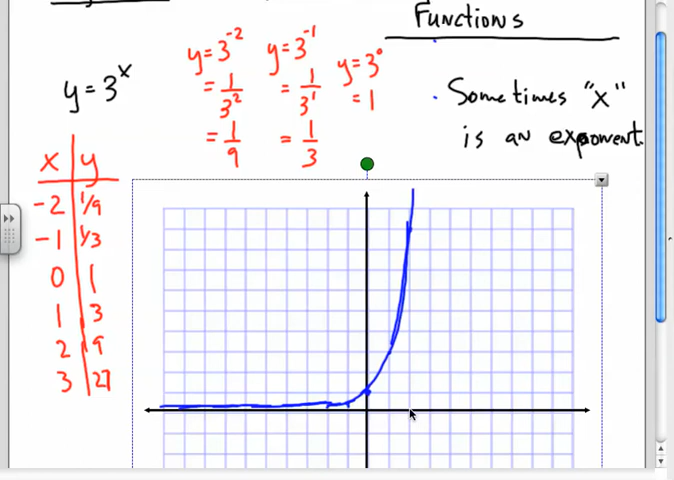 Functions
y=3^x
y=3^-2
= 1/3^2
= 1/9
y=3^-1
= 1/3^1
= 1/3
y=3^0
=1
· Sometimes "x"
is an exponent.
x | y
-2 | 1/9
-1 | 1/3
0 | 1
1 | 3
2 | 9
3 | 27